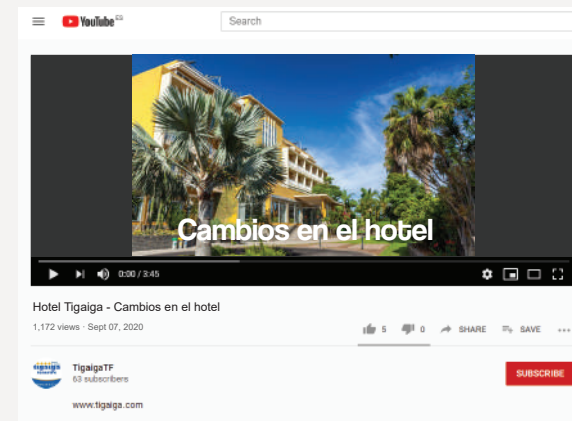 YouTube ES
Search
Cambios en el hotel
0:00 / 3:45
Hotel Tigaiga - Cambios en el hotel
1,172 views · Sept 07, 2020
5 0 SHARE SAVE
TigaigaTF
63 subscribers
SUBSCRIBE
www.tigaiga.com